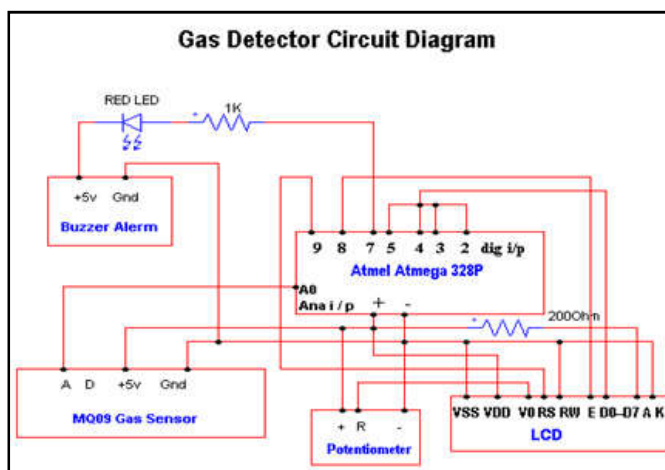 Gas Detector Circuit Diagram
RED LED
1K
+5v Gnd
Buzzer Alerm
9 8 7 5 4 3 2 dig i/p
Atmel Atmega 328P
A0
Ana i / p + -
200Ohm
A D +5v Gnd
MQ09 Gas Sensor
+ R -
Potentiometer
VSS VDD V0 RS RW E D0-D7 A K
LCD